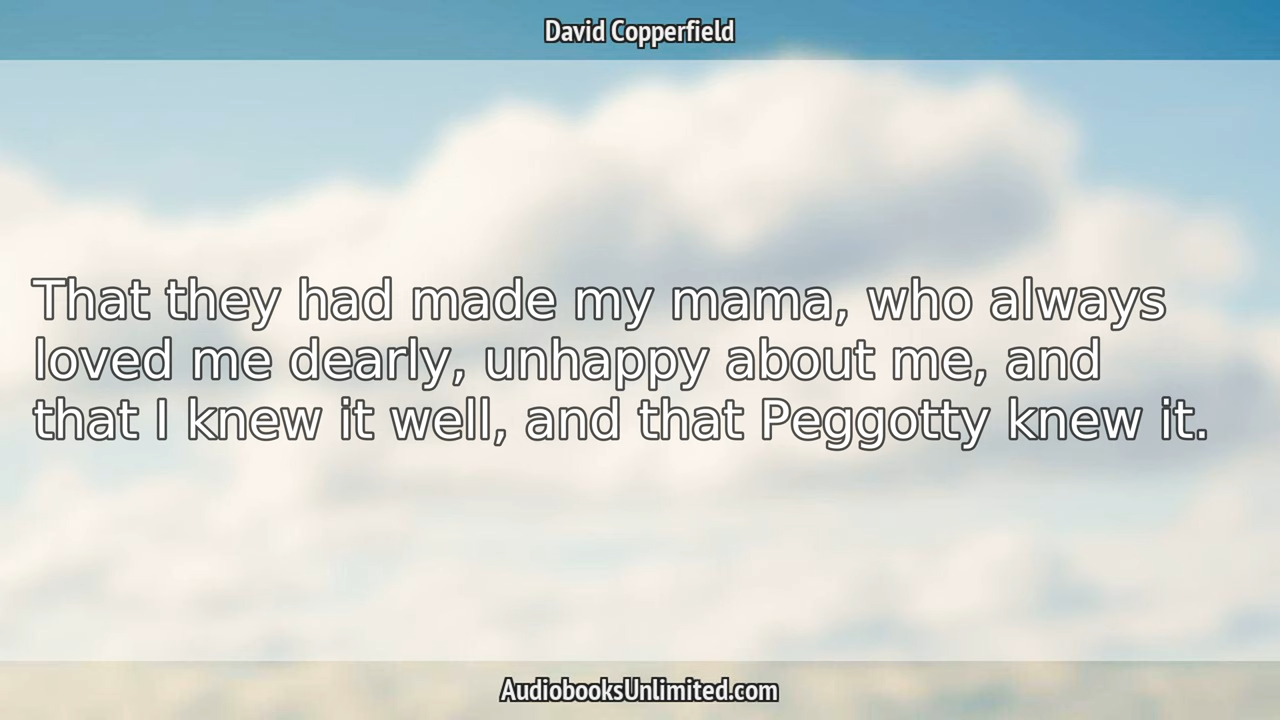 David Copperfield
That they had made my mama, who always
loved me dearly, unhappy about me, and
that I knew it well, and that Peggotty knew it.
AudiobooksUnlimited.com